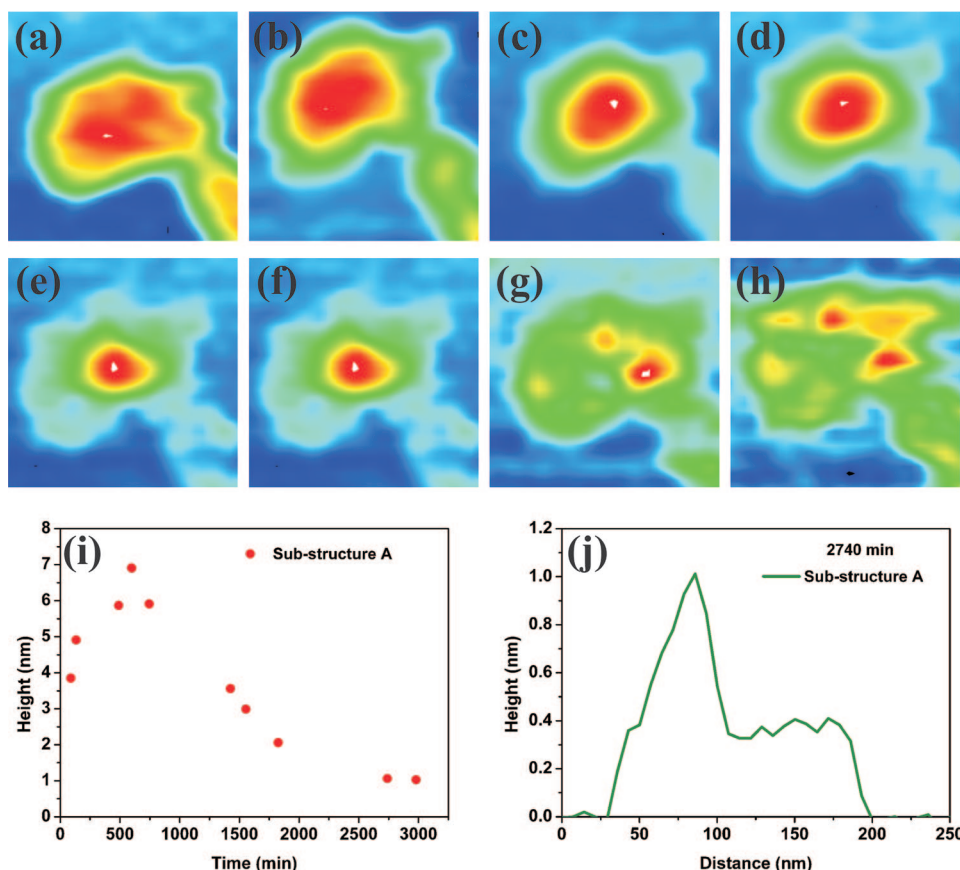 (a) (b) (c) (d)
(e) (f) (g) (h)
(i)
Sub-structure A
8
7
6
5
4
3
2
1
0
Height (nm)
0 500 1000 1500 2000 2500 3000
Time (min)
(j)
2740 min
Sub-structure A
1.2
1.0
0.8
0.6
0.4
0.2
0.0
Height (nm)
0 50 100 150 200 250
Distance (nm)